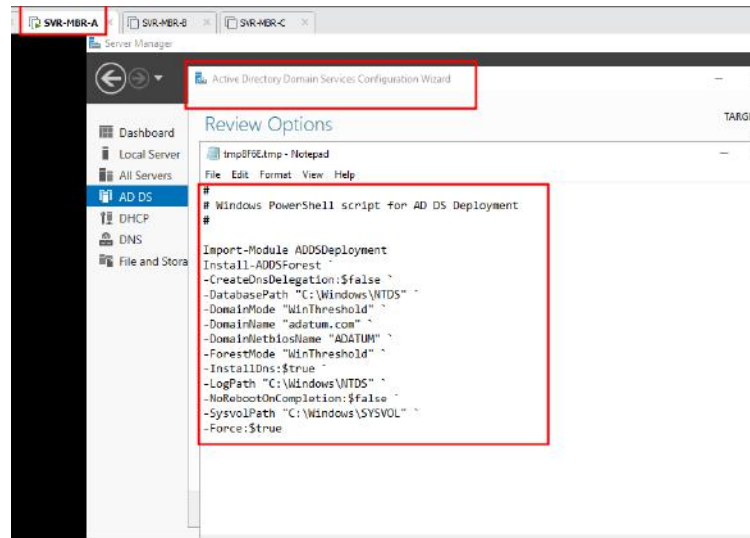 SVR-MBR-A
SVR-MBR-B
SVR-MBR-C
Server Manager
Active Directory Domain Services Configuration Wizard
Review Options
TARG
Dashboard
Local Server
All Servers
AD DS
DHCP
DNS
File and Stora
tmp8F6E.tmp - Notepad
File Edit Format View Help
#
# Windows PowerShell script for AD DS Deployment
#
Import-Module ADDSDeployment
Install-ADDSForest `
-CreateDnsDelegation:$false `
-DatabasePath "C:\Windows\NTDS" `
-DomainMode "WinThreshold" `
-DomainName "adatum.com" `
-DomainNetbiosName "ADATUM" `
-ForestMode "WinThreshold" `
-InstallDns:$true `
-LogPath "C:\Windows\NTDS" `
-NoRebootOnCompletion:$false `
-SysvolPath "C:\Windows\SYSVOL" `
-Force:$true